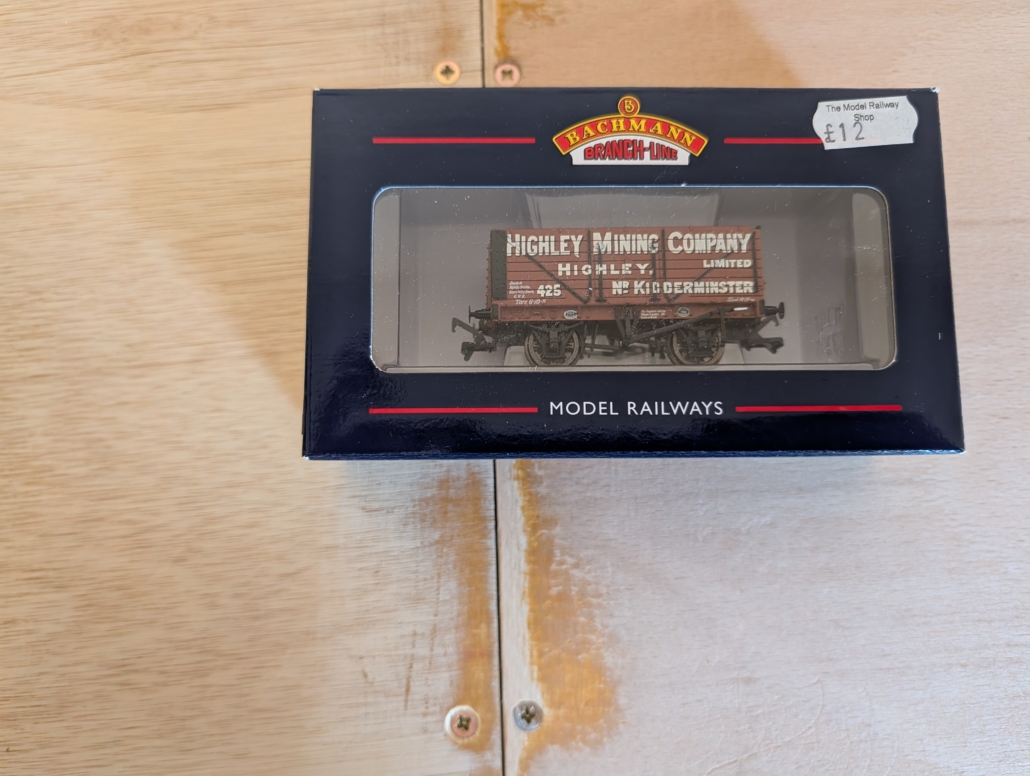 BACHMANN
BRANCH-LINE
The Model Railway
Shop
£12
HIGHLEY MINING COMPANY
LIMITED
HIGHLEY,
425
NR KIDDERMINSTER
MODEL RAILWAYS